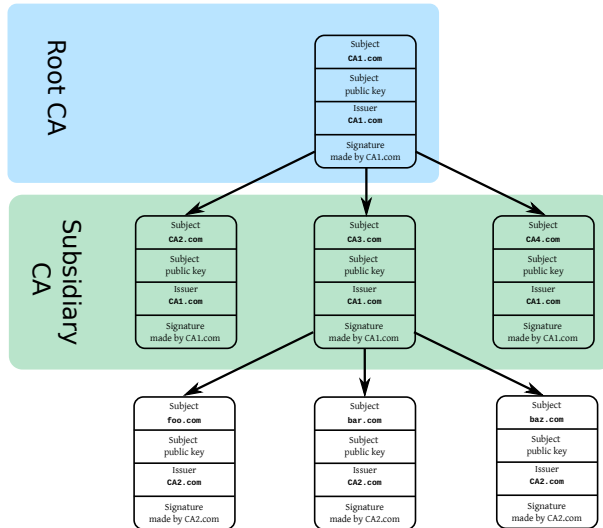 Root CA
Subject
CA1.com
Subject
public key
Issuer
CA1.com
Signature
made by CA1.com
Subsidiary
CA
Subject
CA2.com
Subject
public key
Issuer
CA1.com
Signature
made by CA1.com
Subject
CA3.com
Subject
public key
Issuer
CA1.com
Signature
made by CA1.com
Subject
CA4.com
Subject
public key
Issuer
CA1.com
Signature
made by CA1.com
Subject
foo.com
Subject
public key
Issuer
CA2.com
Signature
made by CA2.com
Subject
bar.com
Subject
public key
Issuer
CA2.com
Signature
made by CA2.com
Subject
baz.com
Subject
public key
Issuer
CA2.com
Signature
made by CA2.com